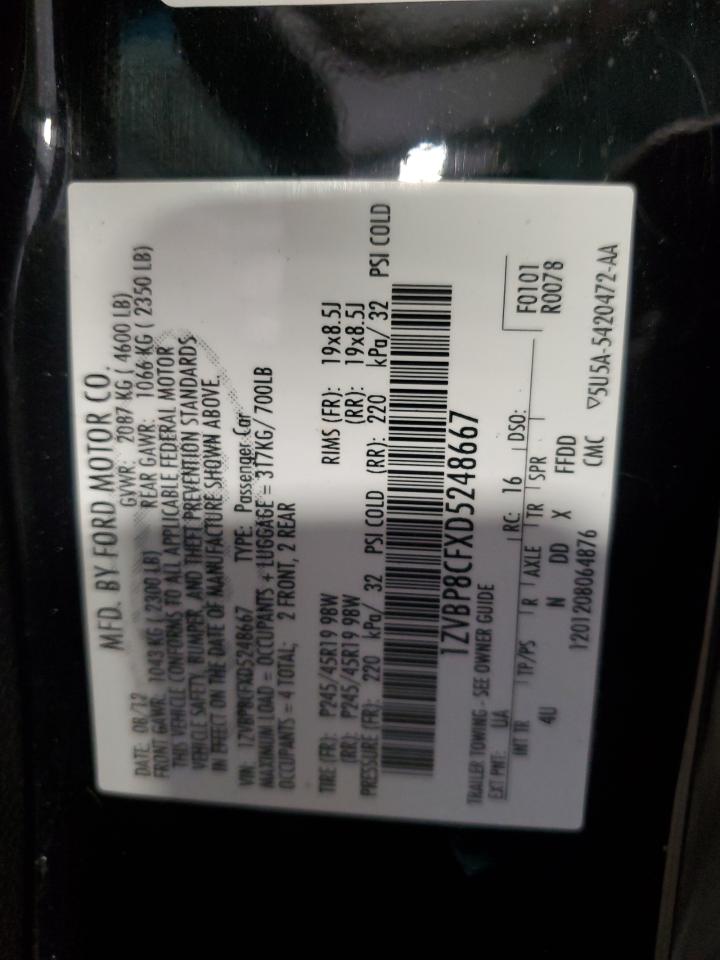 MFD. BY FORD MOTOR CO.
DATE: 08/12 GVWR: 2087 KG ( 4600 LB)
FRONT GAWR: 1043 KG ( 2300 LB) REAR GAWR: 1066 KG ( 2350 LB)
THIS VEHICLE CONFORMS TO ALL APPLICABLE FEDERAL MOTOR
VEHICLE SAFETY, BUMPER, AND THEFT PREVENTION STANDARDS
IN EFFECT ON THE DATE OF MANUFACTURE SHOWN ABOVE.
VIN: 1ZVBP8CFXD5248667 TYPE: Passenger Car
MAXIMUM LOAD = OCCUPANTS + LUGGAGE = 317KG/ 700LB
OCCUPANTS = 4 TOTAL: 2 FRONT, 2 REAR
TIRE (FR): P245/45R19 98W RIMS (FR): 19x8.5J
(RR): P245/45R19 98W (RR): 19x8.5J
PRESSURE (FR): 220 kPa/ 32 PSI COLD (RR): 220 kPa/ 32 PSI COLD
1ZVBP8CFXD5248667
TRAILER TOWING - SEE OWNER GUIDE
EXT PNT: UA RC: 16 DSO: F0101
R0078
INT TR TP/PS R AXLE TR SPR
4U N DD X FFDD
1201208064876 CMC ▽5U5A-5420472-AA